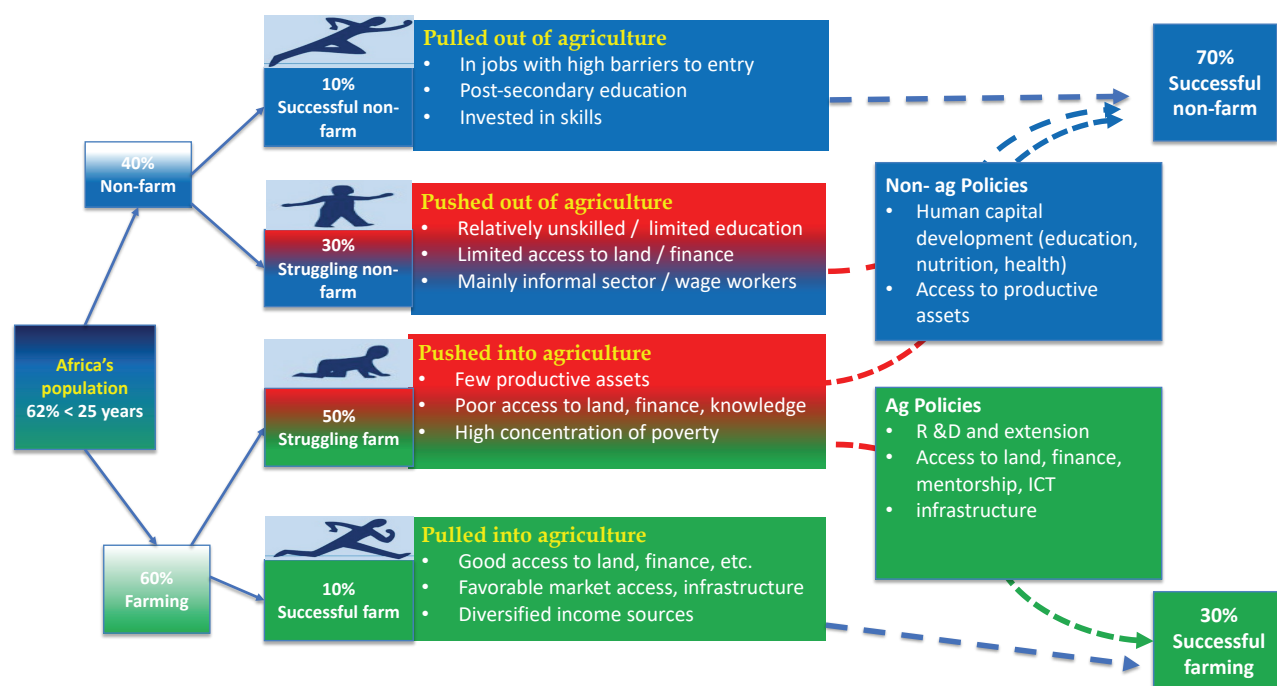 Africa's
population
62% < 25 years
40%
Non-farm
60%
Farming
10%
Successful non-
farm
Pulled out of agriculture
• In jobs with high barriers to entry
• Post-secondary education
• Invested in skills
30%
Struggling non-
farm
Pushed out of agriculture
• Relatively unskilled / limited education
• Limited access to land / finance
• Mainly informal sector / wage workers
50%
Struggling farm
Pushed into agriculture
• Few productive assets
• Poor access to land, finance, knowledge
• High concentration of poverty
10%
Successful farm
Pulled into agriculture
• Good access to land, finance, etc.
• Favorable market access, infrastructure
• Diversified income sources
Non- ag Policies
• Human capital
development (education,
nutrition, health)
• Access to productive
assets
Ag Policies
• R &D and extension
• Access to land, finance,
mentorship, ICT
• infrastructure
70%
Successful
non-farm
30%
Successful
farming